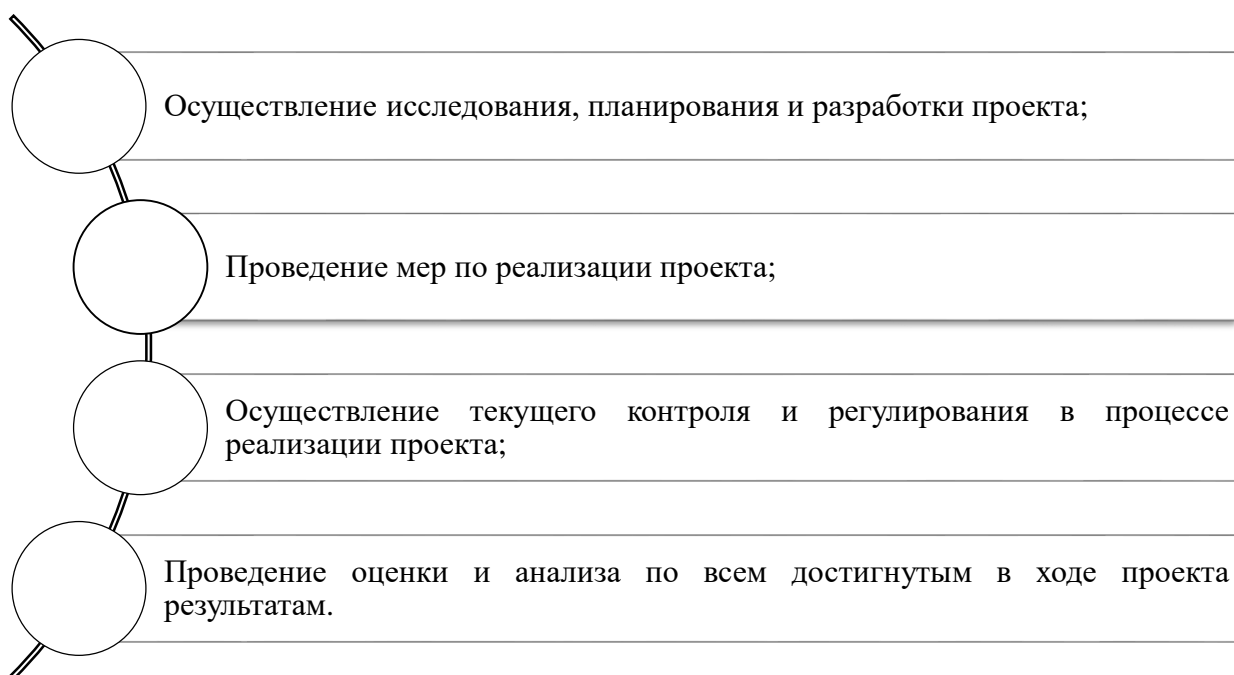 Осуществление исследования, планирования и разработки проекта;
Проведение мер по реализации проекта;
Осуществление текущего контроля и регулирования в процессе
реализации проекта;
Проведение оценки и анализа по всем достигнутым в ходе проекта
результатам.